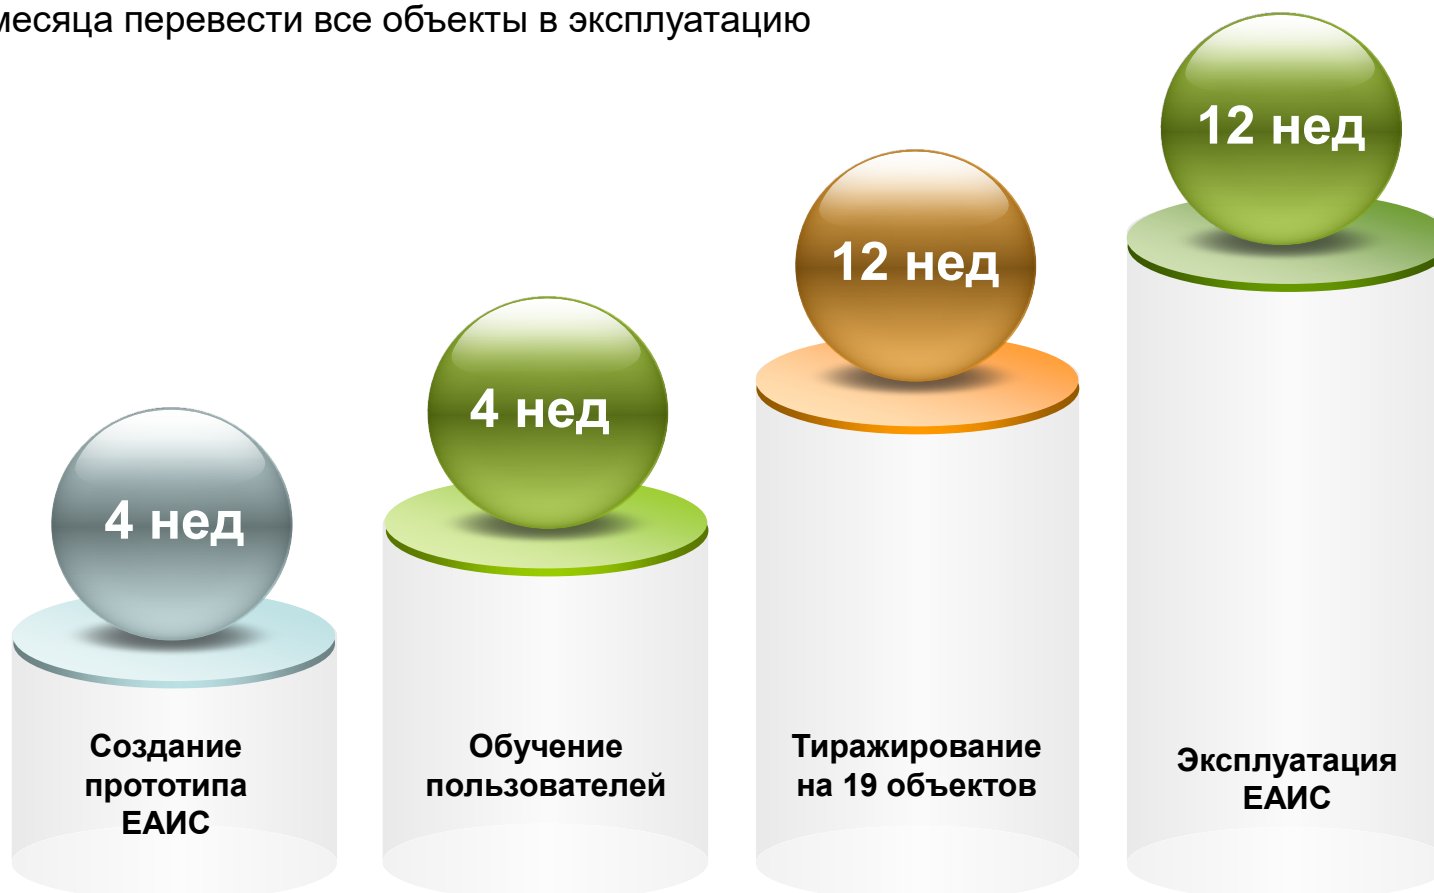 месяца перевести все объекты в эксплуатацию
12 нед
12 нед
4 нед
4 нед
Создание
прототипа
ЕАИС
Обучение
пользователей
Тиражирование
на 19 объектов
Эксплуатация
ЕАИС